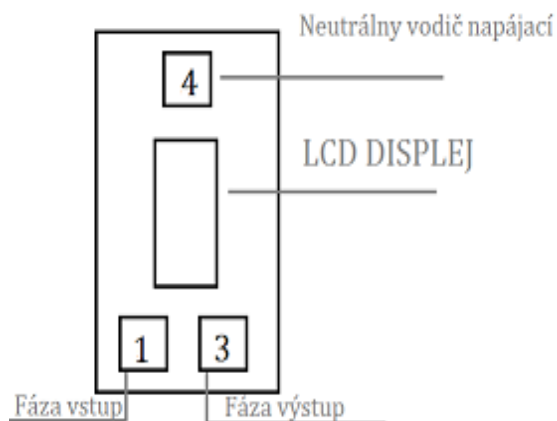 Neutrálny vodič napájací
4
LCD DISPLEJ
1
3
Fáza vstup
Fáza výstup